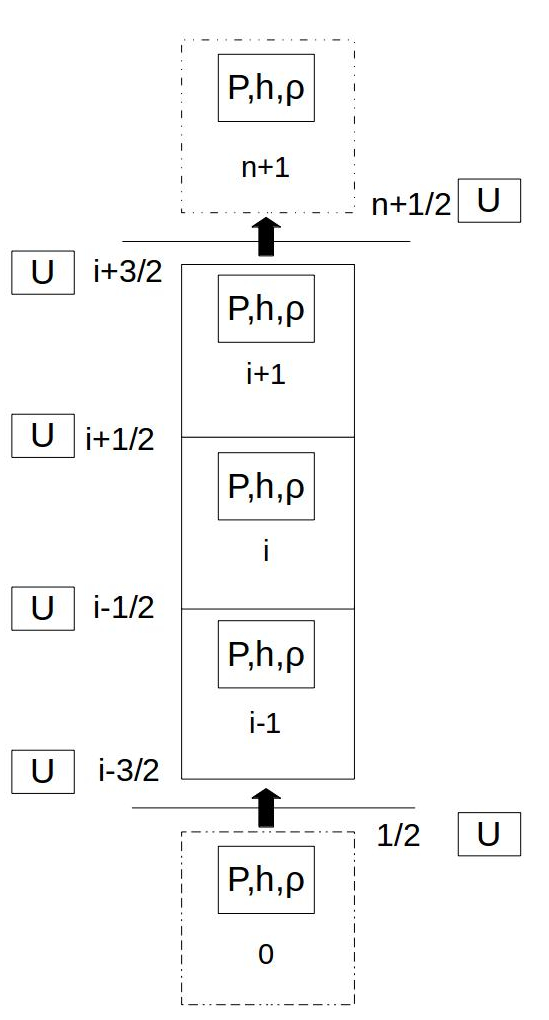 P,h,ρ
n+1
n+1/2 U
U i+3/2
P,h,ρ
i+1
U i+1/2
P,h,ρ
i
U i-1/2
P,h,ρ
i-1
U i-3/2
1/2 U
P,h,ρ
0